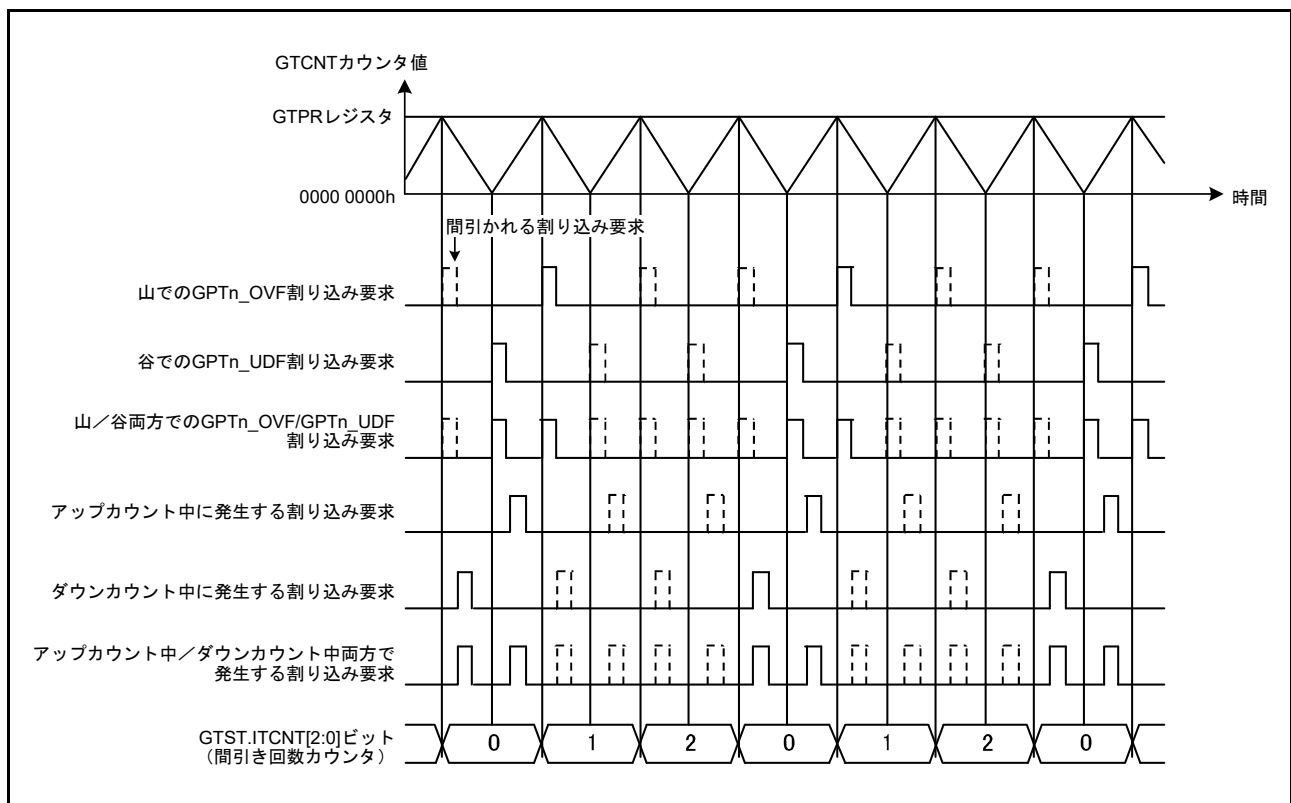 GTCNTカウンタ値
GTPRレジスタ
0000 0000h
時間
間引かれる割り込み要求
山でのGPTn_OVF割り込み要求
谷でのGPTn_UDF割り込み要求
山／谷両方でのGPTn_OVF/GPTn_UDF
割り込み要求
アップカウント中に発生する割り込み要求
ダウンカウント中に発生する割り込み要求
アップカウント中／ダウンカウント中両方で
発生する割り込み要求
GTST.ITCNT[2:0]ビット
（間引き回数カウンタ）
0 1 2 0 1 2 0